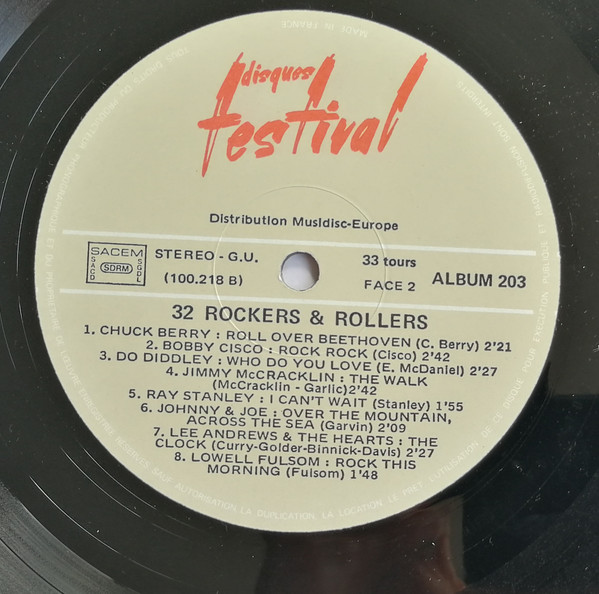 MADE IN FRANCE
disques
festival
Distribution Musidisc-Europe
SACEM
SACD
SDRM
SGDL
STEREO - G.U.
(100.218 B)
33 tours
FACE 2
ALBUM 203
32 ROCKERS & ROLLERS
1. CHUCK BERRY : ROLL OVER BEETHOVEN (C. Berry) 2'21
2. BOBBY CISCO : ROCK ROCK (Cisco) 2'42
3. DO DIDDLEY : WHO DO YOU LOVE (E. McDANIEL) 2'27
4. JIMMY McCRACKLIN : THE WALK
(McCracklin - Garlic)2'42
5. RAY STANLEY : I CAN'T WAIT (Stanley) 1'55
6. JOHNNY & JOE : OVER THE MOUNTAIN,
ACROSS THE SEA (Garvin) 2'09
7. LEE ANDREWS & THE HEARTS : THE
CLOCK (Curry-Golder-Binnick-Davis) 2'27
8. LOWELL FULSOM : ROCK THIS
MORNING (Fulsom) 1'48